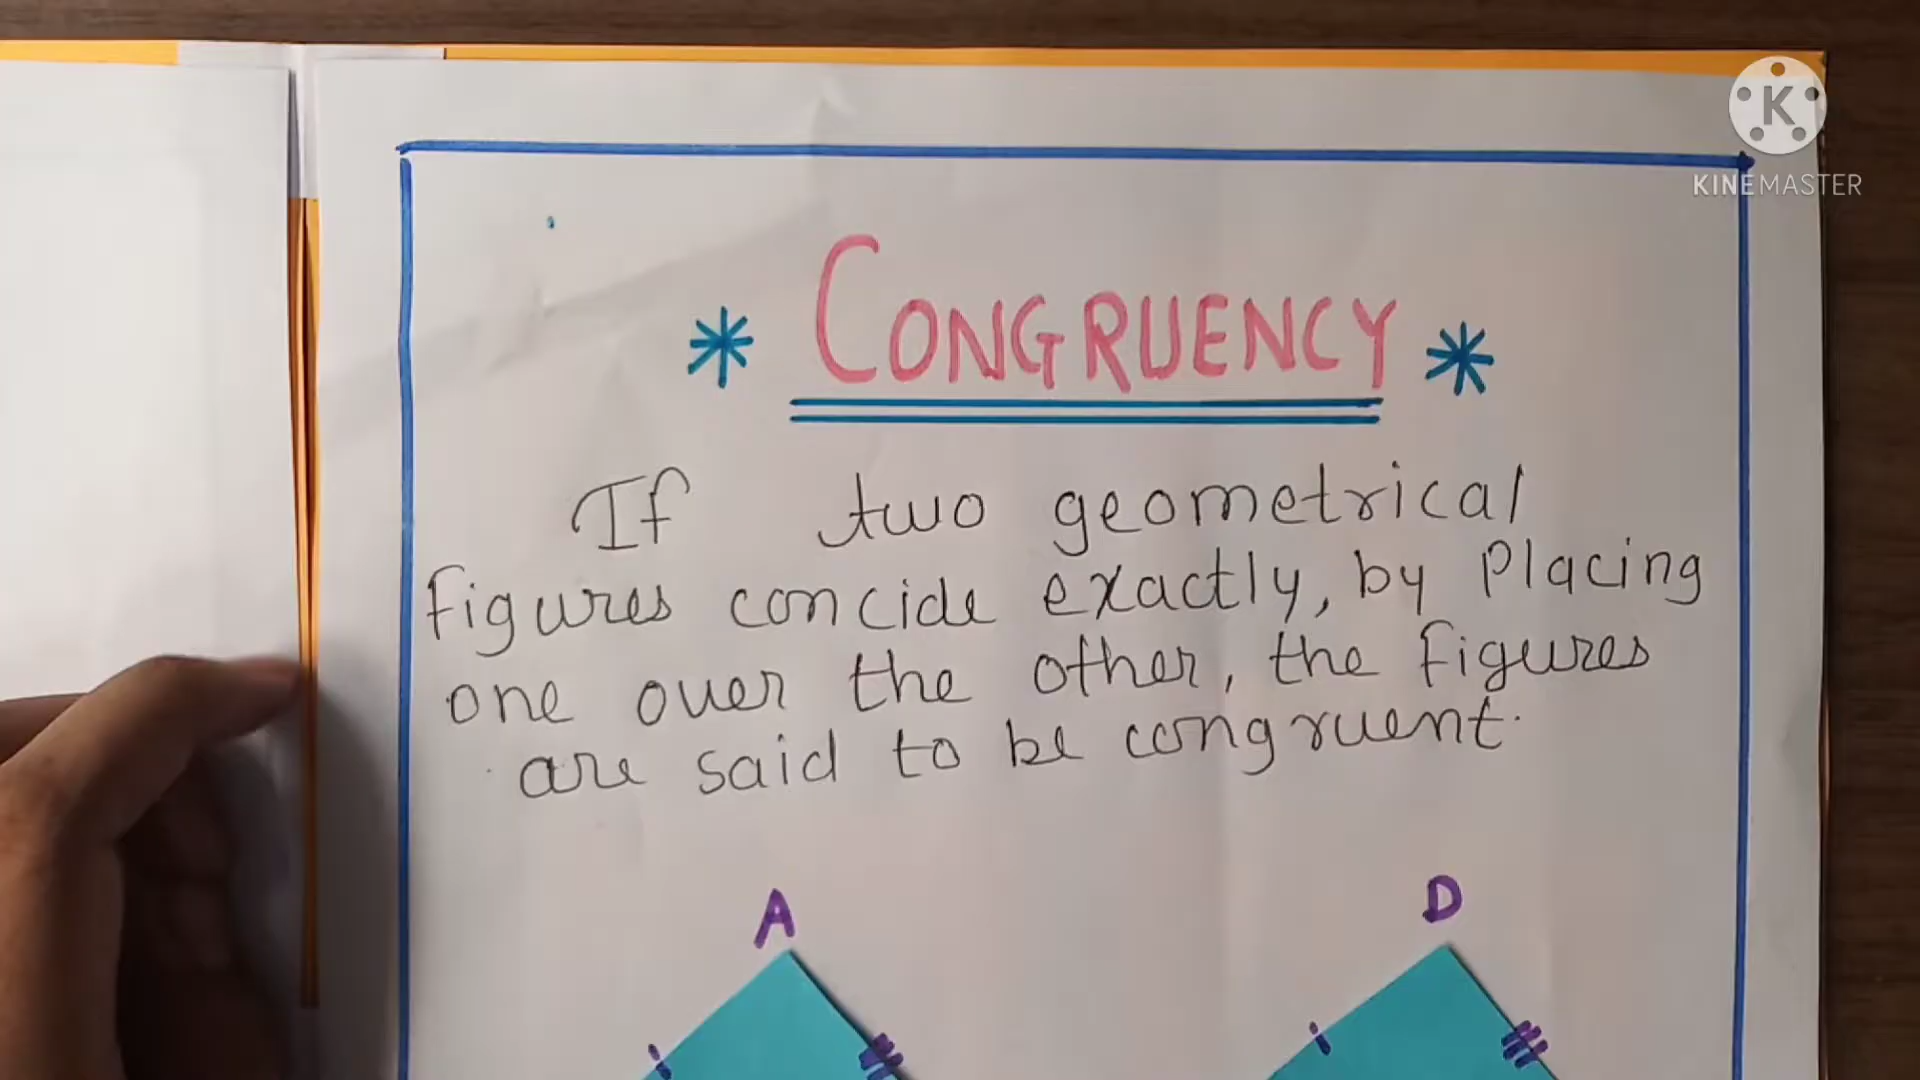 K
KINEMASTER
CONGRUENCY
If two geometrical
figures concide exactly, by Placing
one over the other, the figures
are said to be congruent.
A D